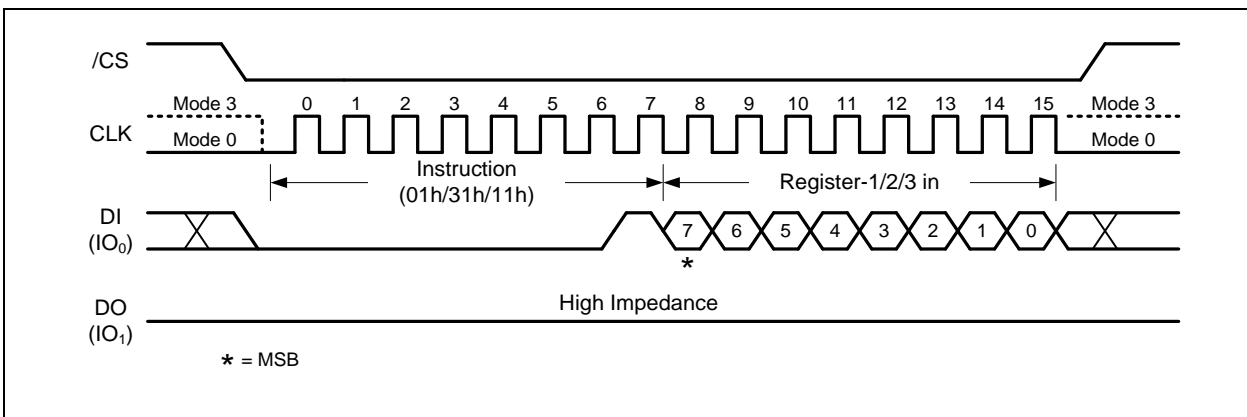 /CS
Mode 3 0 1 2 3 4 5 6 7 8 9 10 11 12 13 14 15 Mode 3
CLK
Mode 0 Mode 0
Instruction
(01h/31h/11h)
Register-1/2/3 in
DI
(IO₀)
7 6 5 4 3 2 1 0
*
High Impedance
DO
(IO₁)
* = MSB